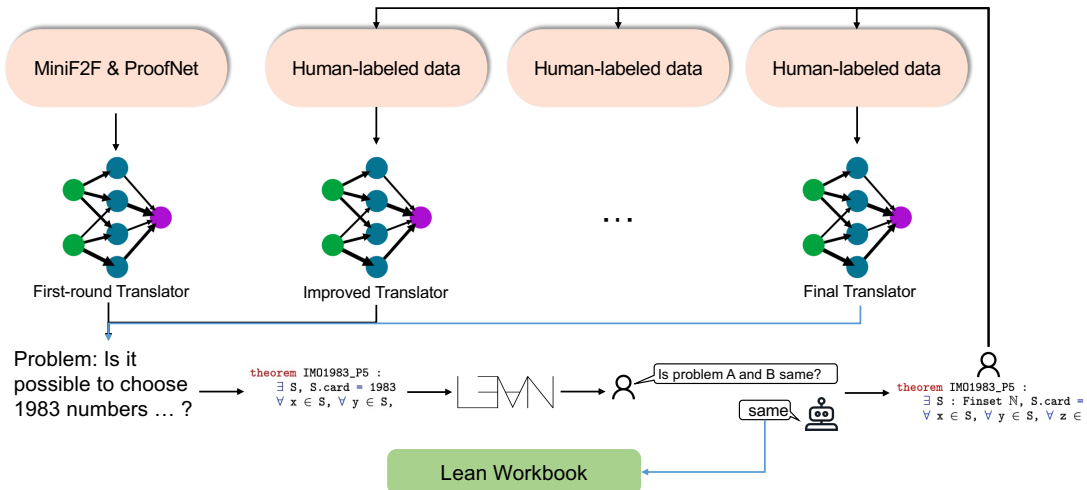 MiniF2F & ProofNet
Human-labeled data
Human-labeled data
Human-labeled data
...
First-round Translator
Improved Translator
Final Translator
Problem: Is it
possible to choose
1983 numbers … ?
theorem IMO1983_P5 :
∃ S, S.card = 1983
∀ x ∈ S, ∀ y ∈ S,
L∃∀N
Is problem A and B same?
same
theorem IMO1983_P5 :
∃ S : Finset ℕ, S.card =
∀ x ∈ S, ∀ y ∈ S, ∀ z ∈
Lean Workbook